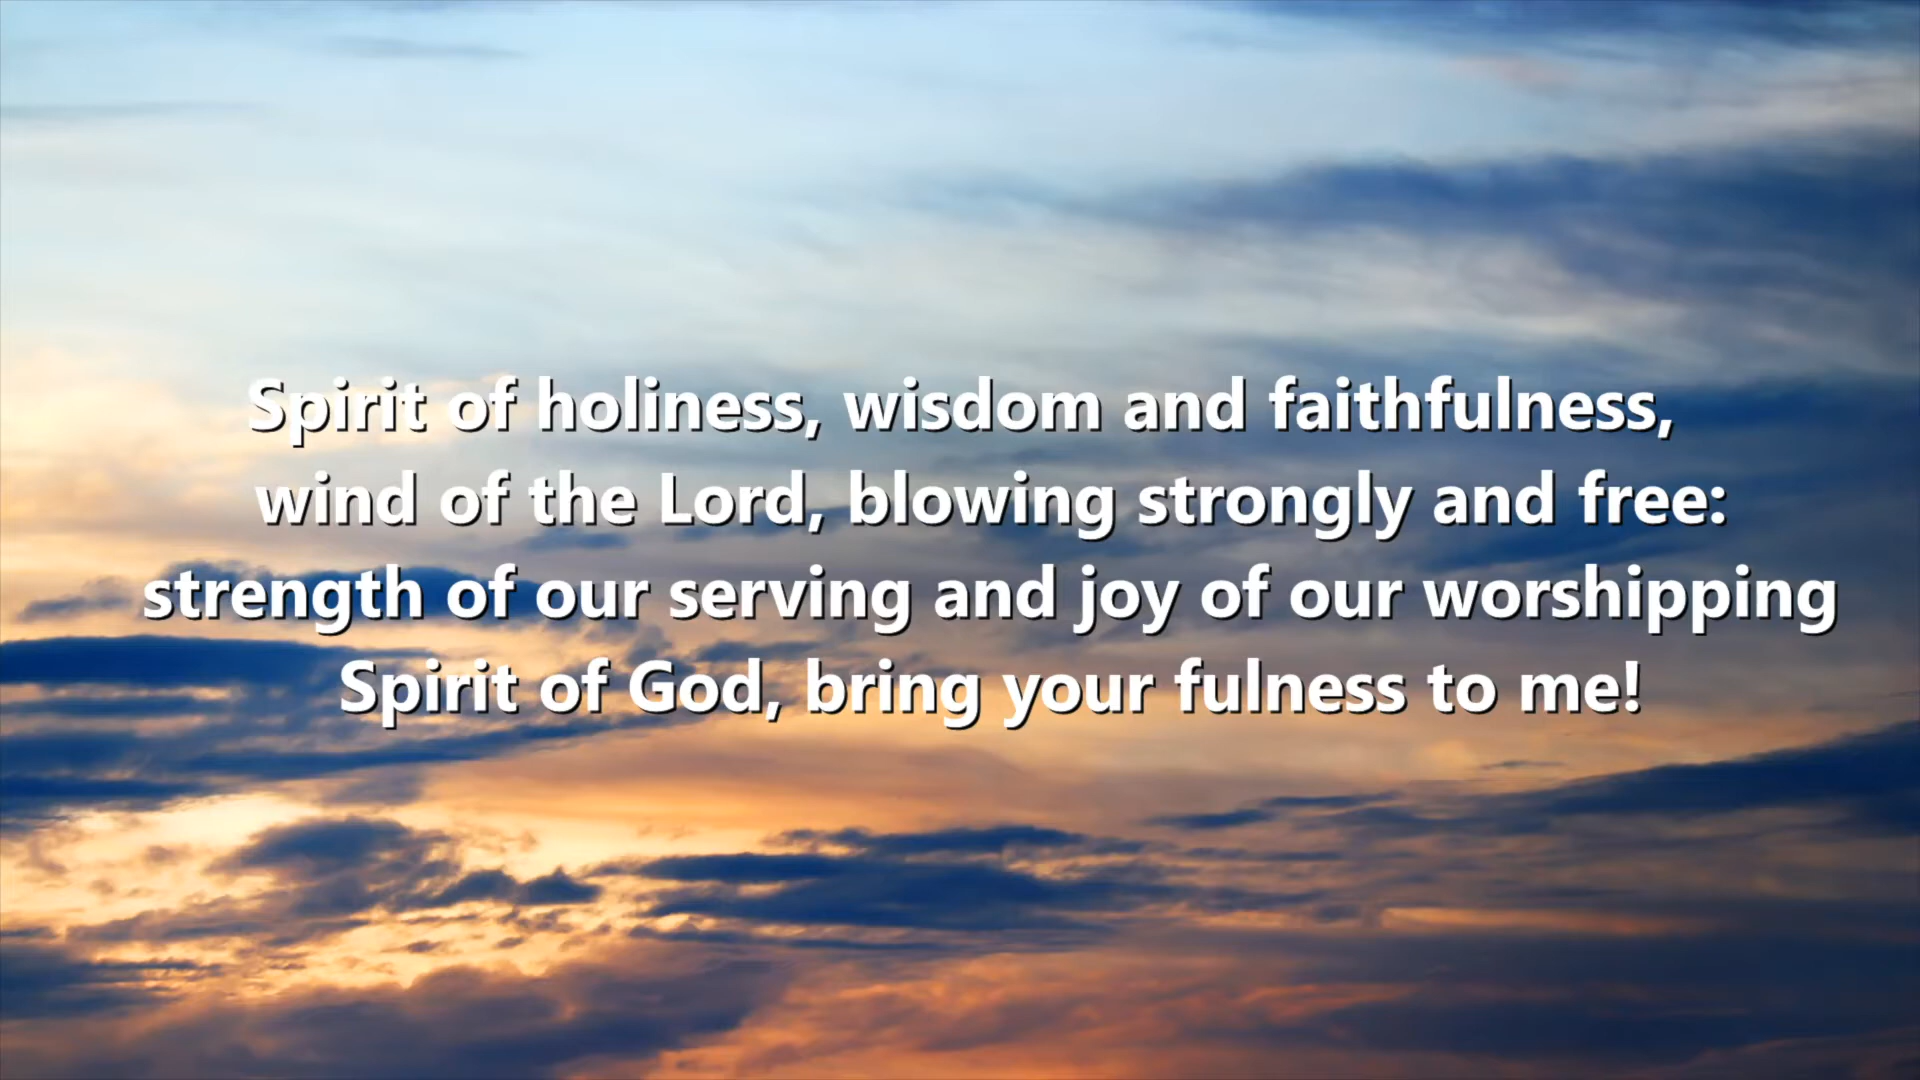 Spirit of holiness, wisdom and faithfulness,
wind of the Lord, blowing strongly and free:
strength of our serving and joy of our worshipping
Spirit of God, bring your fulness to me!